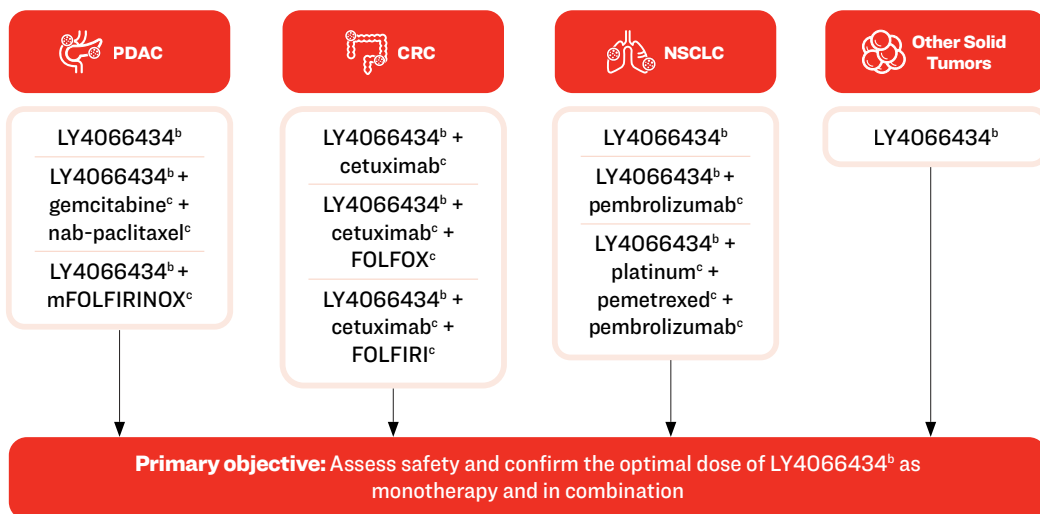 PDAC
LY4066434ᵇ
LY4066434ᵇ +
gemcitabineᶜ +
nab-paclitaxelᶜ
LY4066434ᵇ +
mFOLFIRINOXᶜ
CRC
LY4066434ᵇ +
cetuximabᶜ
LY4066434ᵇ +
cetuximabᶜ +
FOLFOXᶜ
LY4066434ᵇ +
cetuximabᶜ +
FOLFIRIᶜ
NSCLC
LY4066434ᵇ
LY4066434ᵇ +
pembrolizumabᶜ
LY4066434ᵇ +
platinumᶜ +
pemetrexedᶜ +
pembrolizumabᶜ
Other Solid
Tumors
LY4066434ᵇ
Primary objective: Assess safety and confirm the optimal dose of LY4066434ᵇ as
monotherapy and in combination